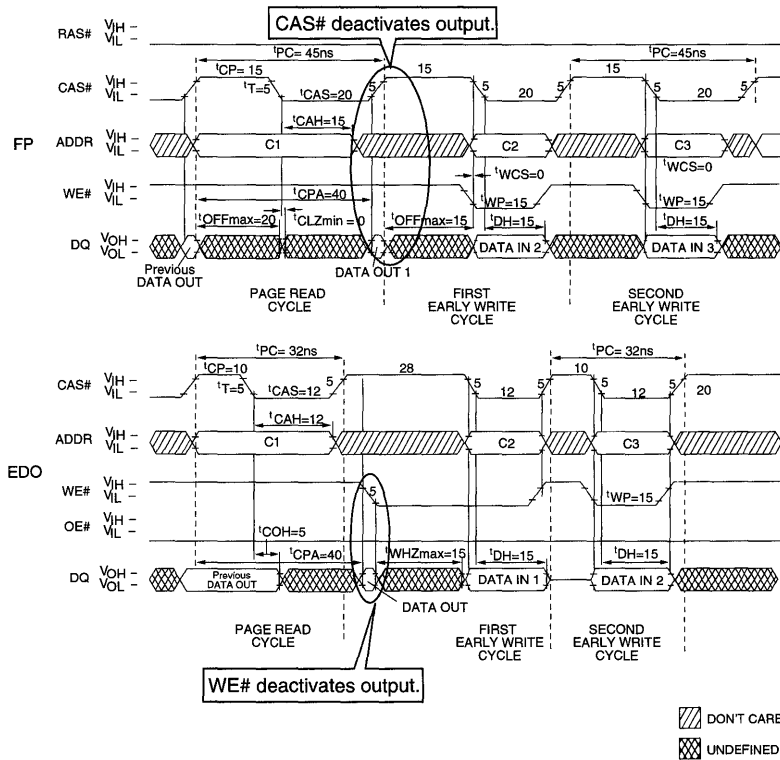 CAS# deactivates output.
RAS# VIH VIL
tPC= 45ns tPC=45ns
tCP= 15 15 15
CAS# VIH VIL tT=5 tCAS=20 5 5 20 5 5 20 5
tCAH=15
FP ADDR VIH VIL C1 C2 C3
tWCS=0 tWCS=0
WE# VIH VIL tCPA=40 tWP=15 tWP=15
tOFFmax=20 tCLZmin = 0 tOFFmax=15 tDH=15 tDH=15
DQ VOH VOL DATA IN 2 DATA IN 3
Previous DATA OUT DATA OUT 1
PAGE READ CYCLE FIRST EARLY WRITE CYCLE SECOND EARLY WRITE CYCLE
tPC= 32ns tPC= 32ns
tCP=10 28 10
CAS# VIH VIL tT=5 tCAS=12 5 5 12 5 5 12 5 20
tCAH=12
ADDR VIH VIL C1 C2 C3
EDO
WE# VIH VIL 5 tWP=15
OE# VIH VIL
tCOH=5 tCPA=40 tWHZmax=15 tDH=15 tDH=15
DQ VOH VOL Previous DATA OUT DATA IN 1 DATA IN 2
DATA OUT
PAGE READ CYCLE FIRST EARLY WRITE CYCLE SECOND EARLY WRITE CYCLE
WE# deactivates output.
DON'T CARE
UNDEFINED